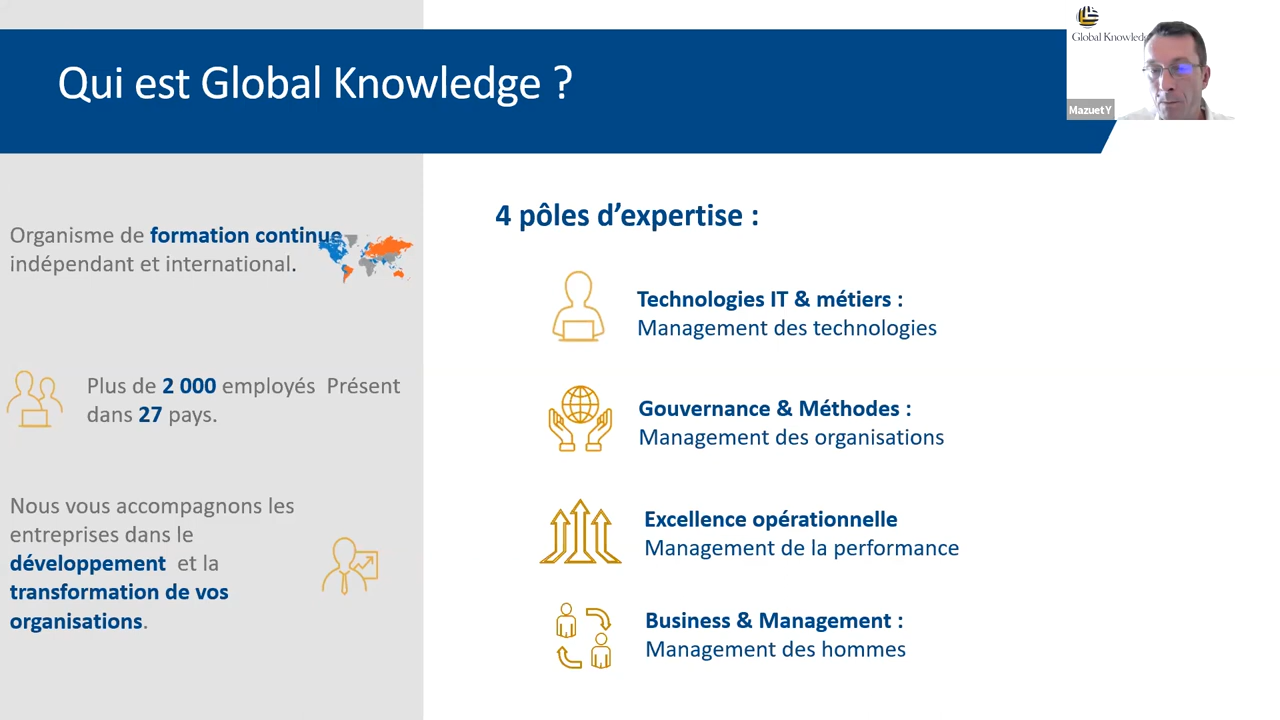 Qui est Global Knowledge ?
Global Knowledge
MazuetY
Organisme de formation continue
indépendant et international.
Plus de 2 000 employés  Présent
dans 27 pays.
Nous vous accompagnons les
entreprises dans le
développement  et la
transformation de vos
organisations.
4 pôles d’expertise :
Technologies IT & métiers :
Management des technologies
Gouvernance & Méthodes :
Management des organisations
Excellence opérationnelle
Management de la performance
Business & Management :
Management des hommes